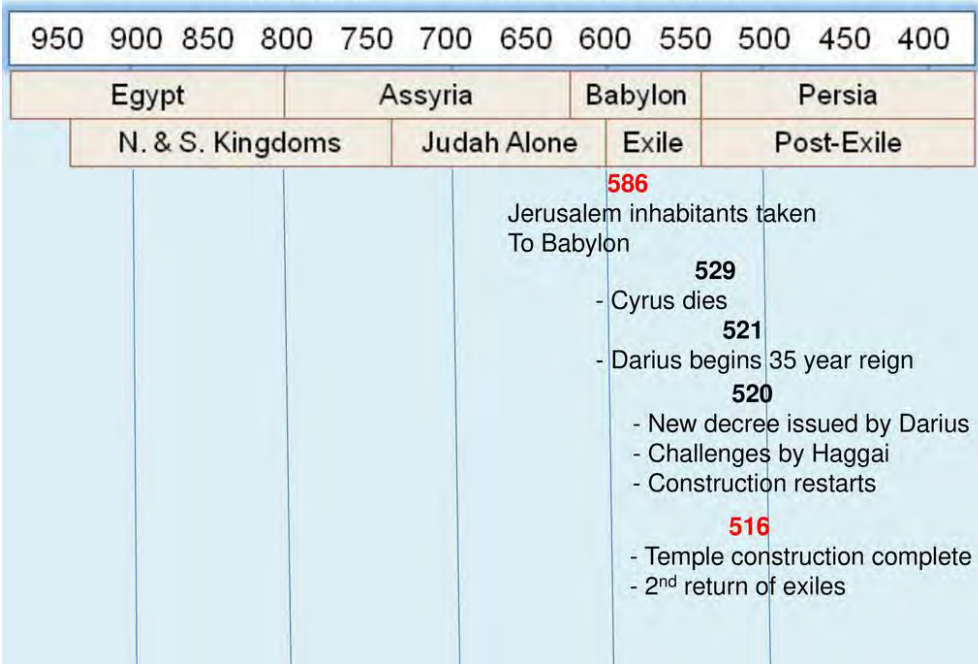 950 900 850 800 750 700 650 600 550 500 450 400
Egypt Assyria Babylon Persia
N. & S. Kingdoms Judah Alone Exile Post-Exile
586
Jerusalem inhabitants taken
To Babylon
529
- Cyrus dies
521
- Darius begins 35 year reign
520
- New decree issued by Darius
- Challenges by Haggai
- Construction restarts
516
- Temple construction complete
- 2nd return of exiles